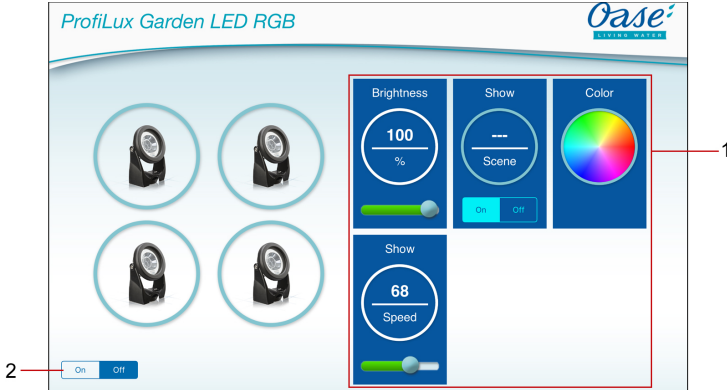 ProfiLux Garden LED RGB
Oase
LIVING WATER
Brightness
100
%
Show
---
Scene
On Off
Color
1
Show
68
Speed
2
On Off